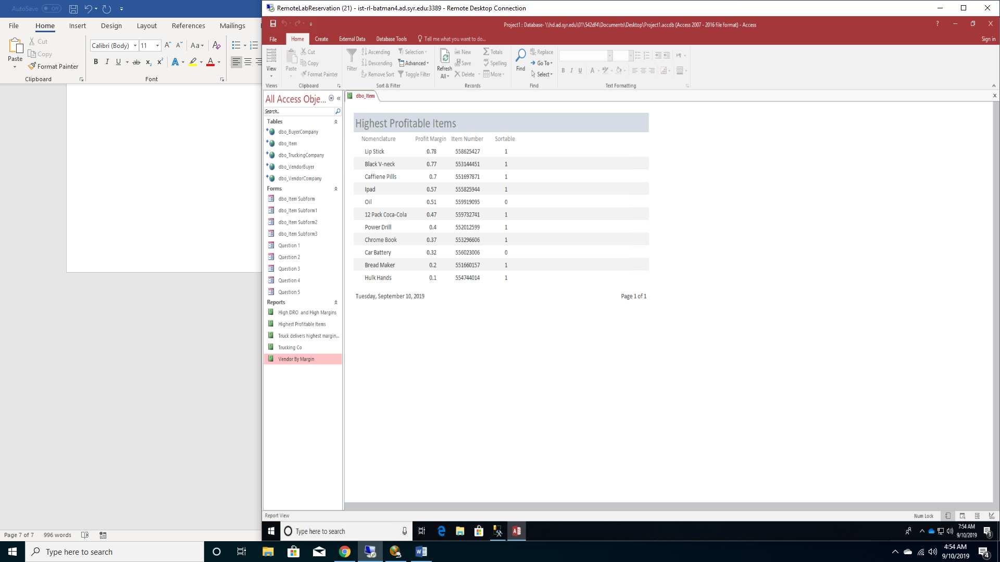 AutoSave Off
File Home Insert Design Layout References Mailings
Paste
Cut
Copy
Format Painter
Clipboard
Calibri (Body) 11
Font
RemoteLabReservation (21) - ist-rl-batman4.ad.syr.edu:3389 - Remote Desktop Connection
Project1 : Database- \\hd.ad.syr.edu\01\542df4\Documents\Desktop\Project1.accdb (Access 2007 - 2016 file format) - Access
File Home Create External Data Database Tools Tell me what you want to do...
Sign in
View
Views
Paste
Cut
Copy
Format Painter
Clipboard
Filter
Ascending
Descending
Remove Sort
Selection
Advanced
Toggle Filter
Sort & Filter
Refresh All
New
Save
Delete
Totals
Spelling
More
Records
Find
Replace
Go To
Select
Find
B I U
Text Formatting
All Access Obje...
Search..
Tables
dbo_BuyerCompany
dbo_Item
dbo_TruckingCompany
dbo_VendorBuyer
dbo_VendorCompany
Forms
dbo_Item Subform
dbo_Item Subform1
dbo_Item Subform2
dbo_Item Subform3
Question 1
Question 2
Question 3
Question 4
Question 5
Reports
High DRO and High Margins
Highest Profitable Items
Truck delivers highest margin...
Trucking Co
Vendor By Margin
dbo_Item
Highest Profitable Items
Nomenclature Profit Margin Item Number Sortable
Lip Stick 0.78 558625427 1
Black V-neck 0.77 553144451 1
Caffiene Pills 0.7 551697871 1
Ipad 0.57 555825944 1
Oil 0.51 559919095 0
12 Pack Coca-Cola 0.47 559732741 1
Power Drill 0.4 552012599 1
Chrome Book 0.37 553296606 1
Car Battery 0.32 556023006 0
Bread Maker 0.2 551660157 1
Hulk Hands 0.1 554744014 1
Tuesday, September 10, 2019 Page 1 of 1
Report View
Num Lock
Type here to search
7:54 AM
9/10/2019
3
Page 7 of 7 996 words
Type here to search
4:54 AM
9/10/2019
4